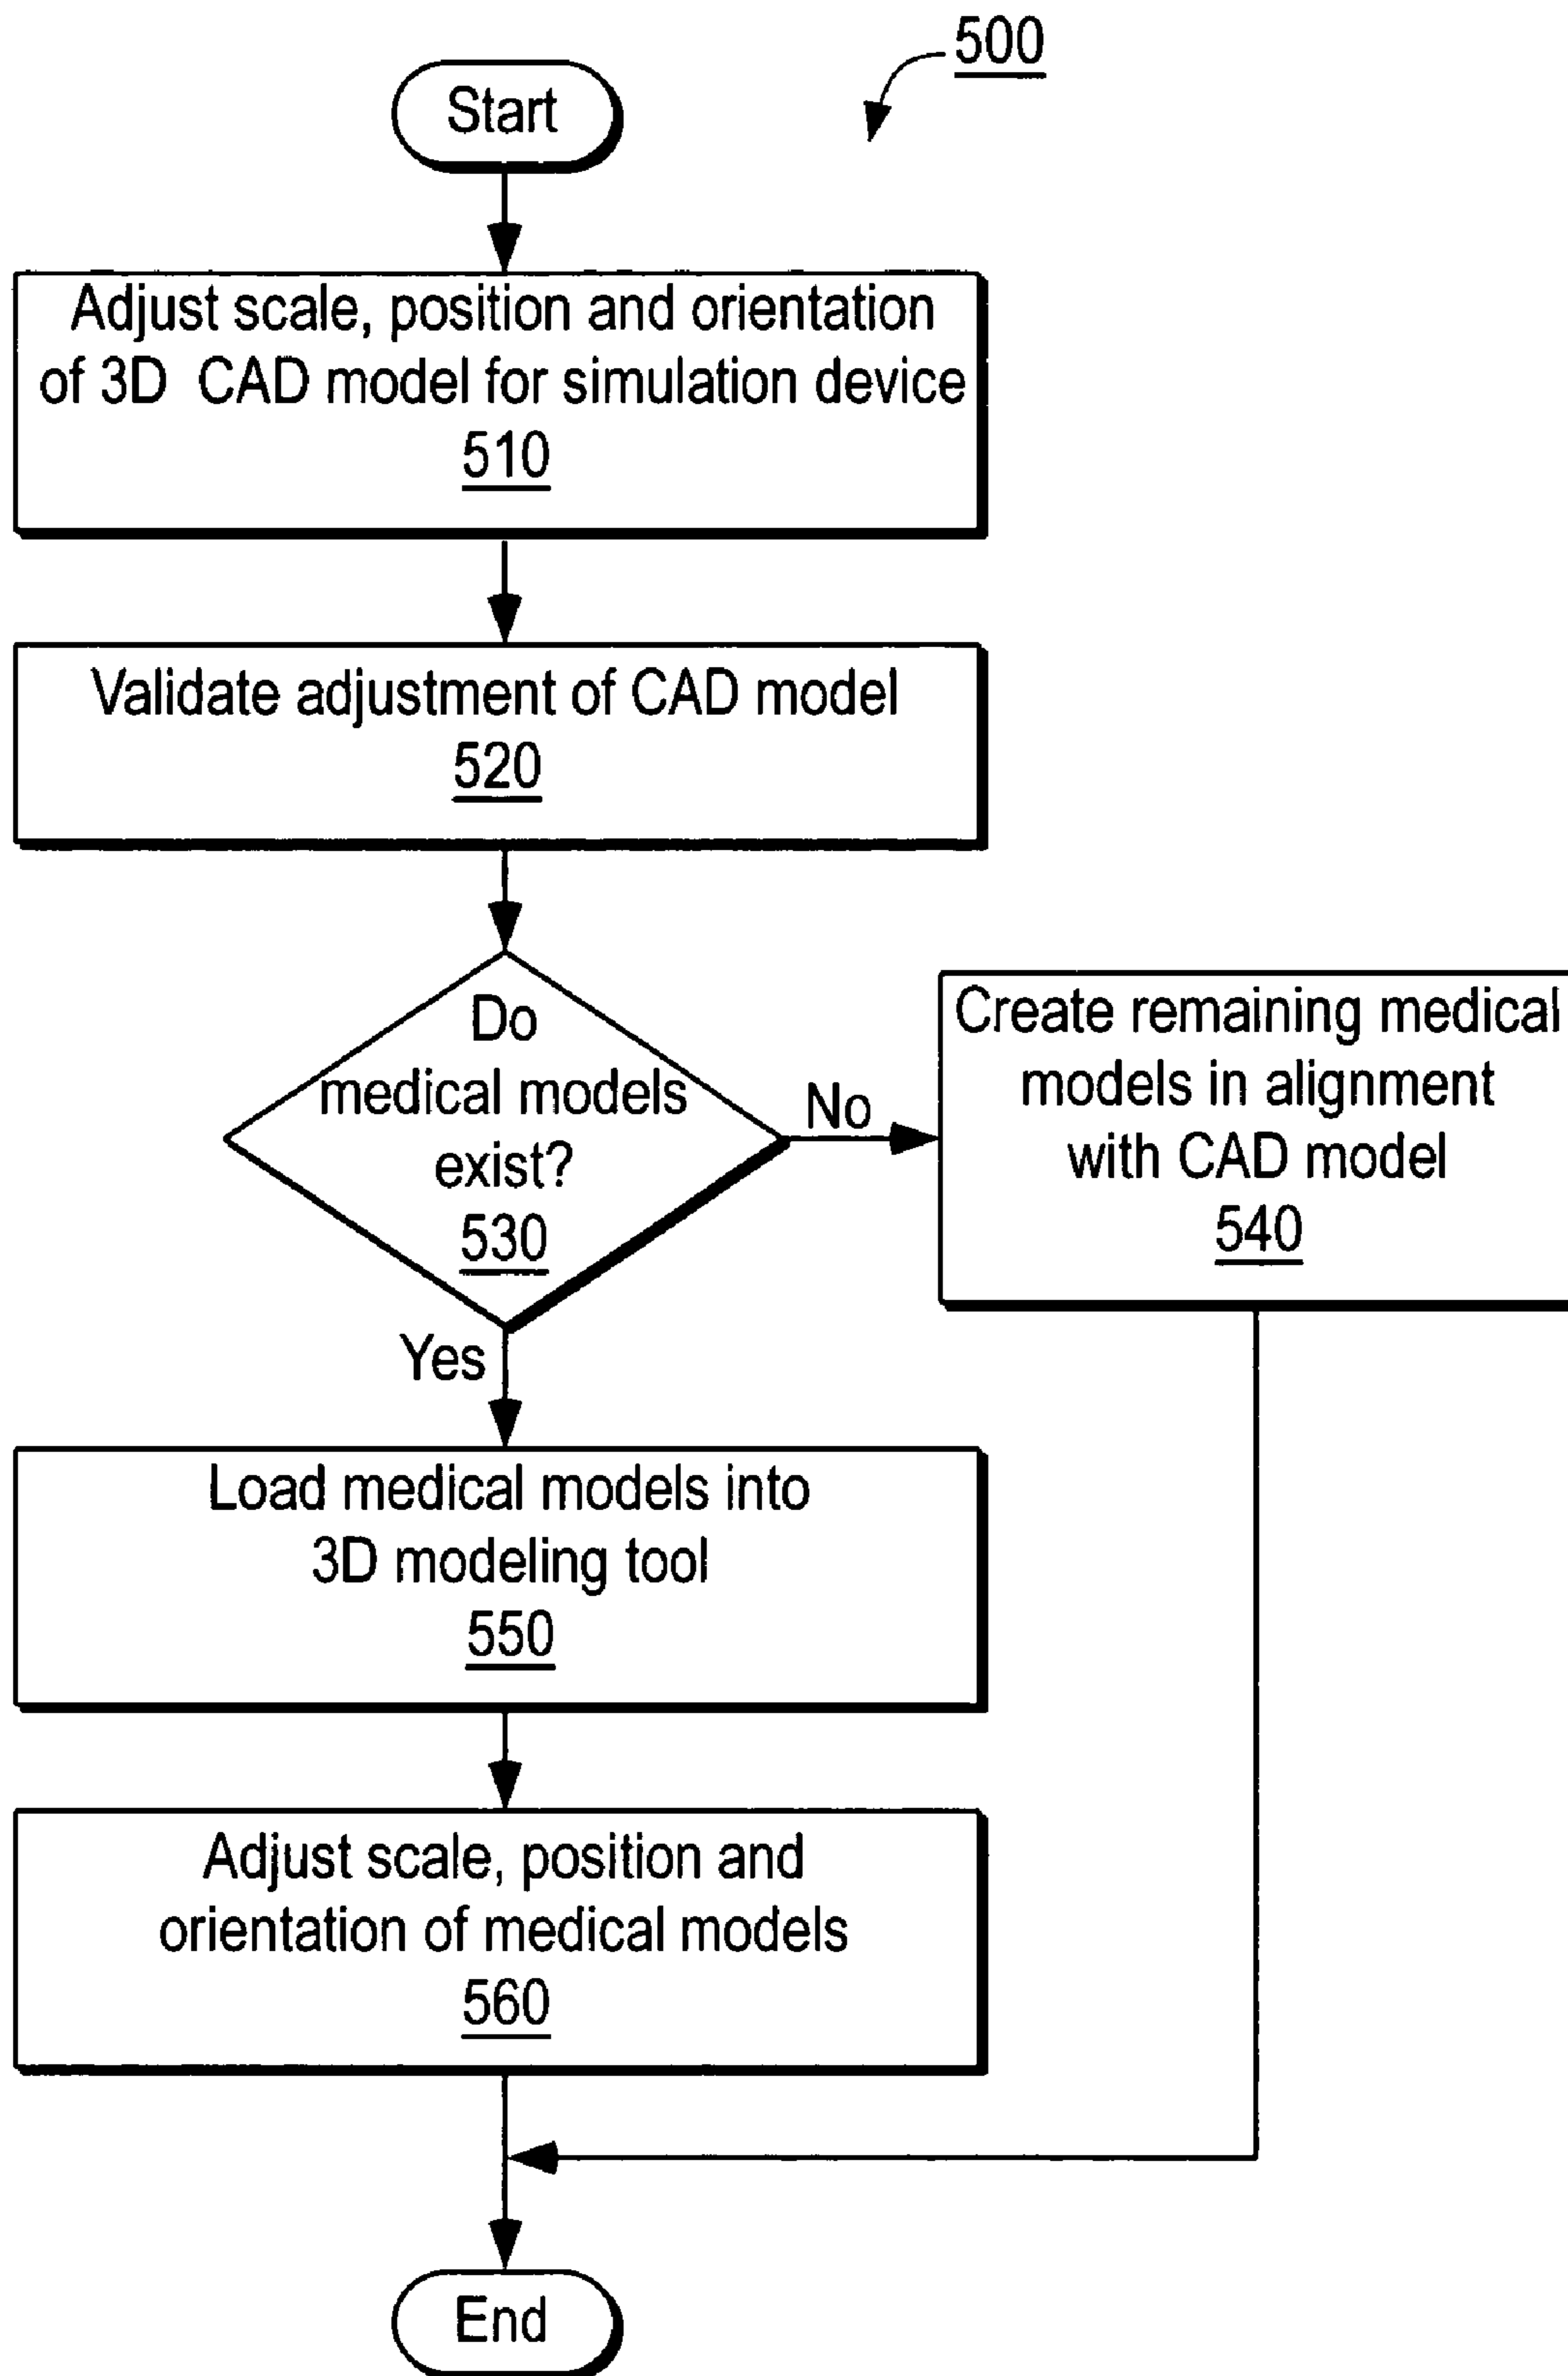 500
Start
Adjust scale, position and orientation
of 3D CAD model for simulation device
510
Validate adjustment of CAD model
520
Do
medical models
exist?
530
No
Create remaining medical
models in alignment
with CAD model
540
Yes
Load medical models into
3D modeling tool
550
Adjust scale, position and
orientation of medical models
560
End